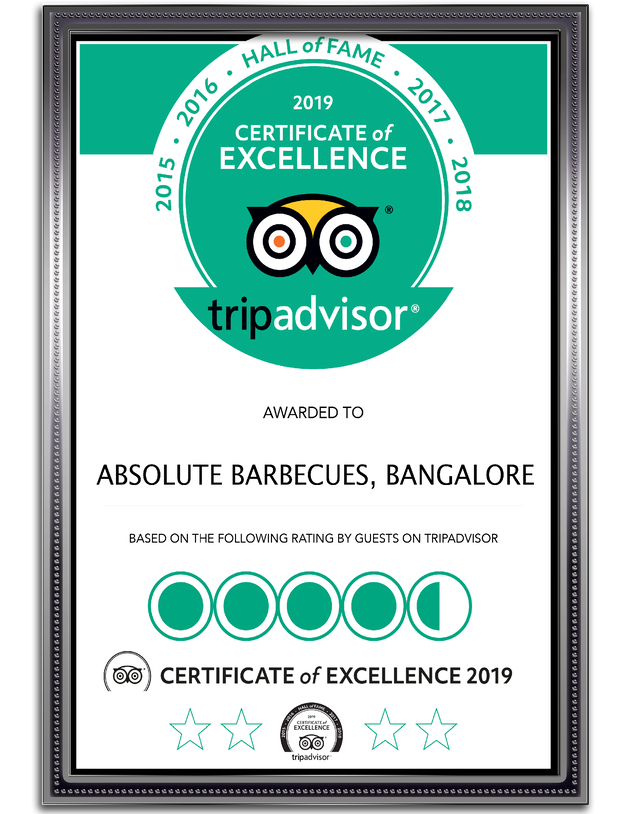 2015 • 2016 • HALL of FAME • 2017 • 2018
2019
CERTIFICATE of
EXCELLENCE
®
tripadvisor®
AWARDED TO
ABSOLUTE BARBECUES, BANGALORE
BASED ON THE FOLLOWING RATING BY GUESTS ON TRIPADVISOR
CERTIFICATE of EXCELLENCE 2019
2015 • 2016 • HALL of FAME • 2017 • 2018
2019
CERTIFICATE of
EXCELLENCE
tripadvisor